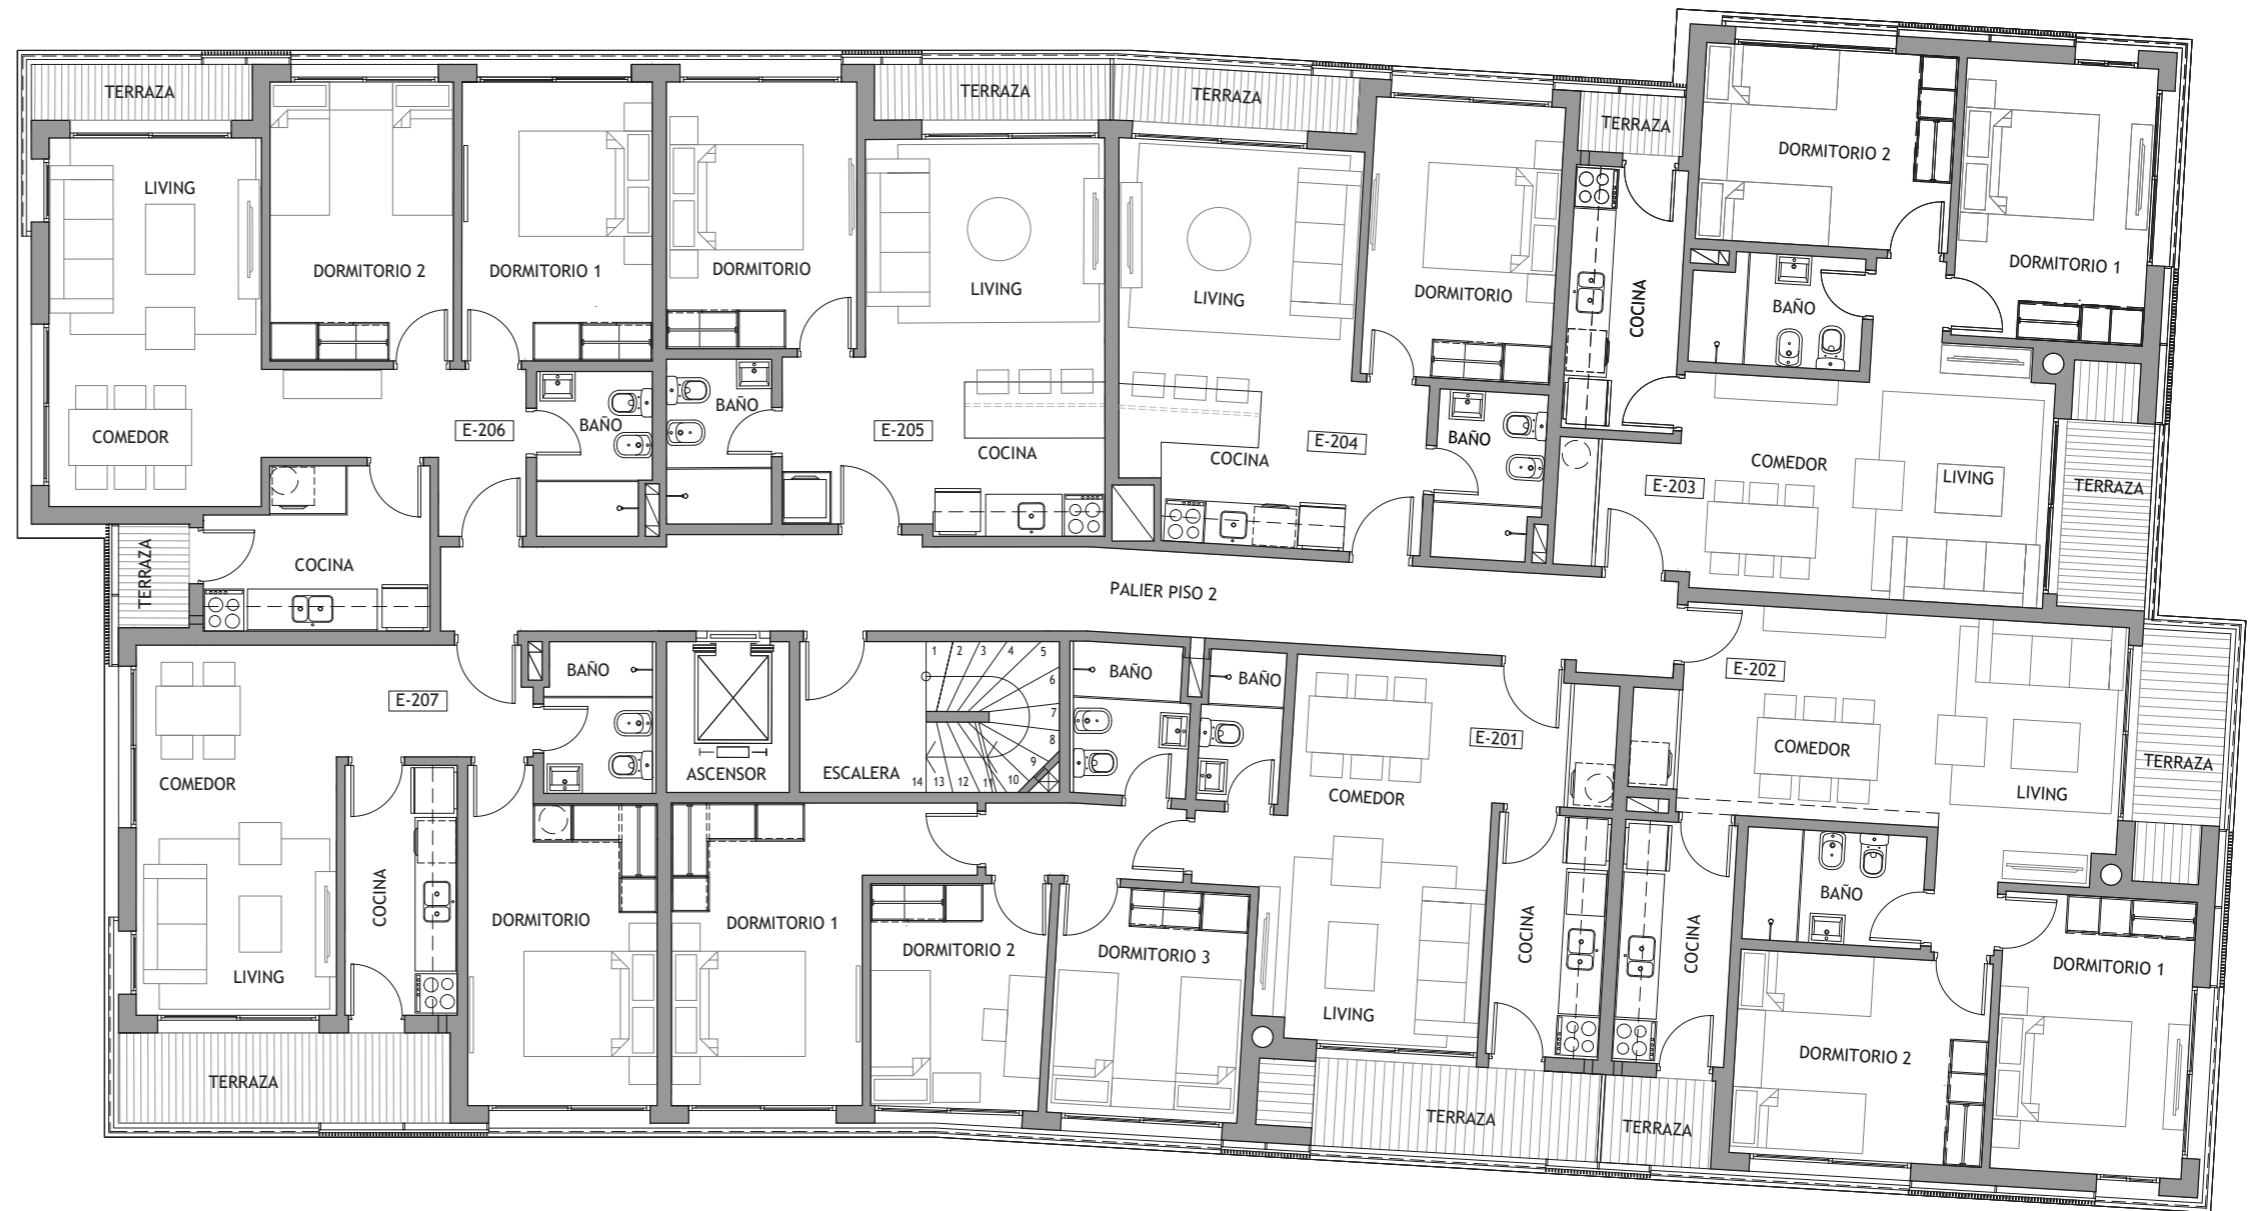 TERRAZA
LIVING
DORMITORIO 2
DORMITORIO 1
DORMITORIO
TERRAZA
LIVING
TERRAZA
LIVING
DORMITORIO
TERRAZA
COCINA
DORMITORIO 2
DORMITORIO 1
BAÑO
COMEDOR
E-206
BAÑO
BAÑO
E-205
COCINA
COCINA
E-204
BAÑO
E-203
COMEDOR
LIVING
TERRAZA
TERRAZA
COCINA
PALIER PISO 2
E-207
BAÑO
ASCENSOR
ESCALERA
1
2
3
4
5
6
7
8
9
10
11
12
13
14
BAÑO
BAÑO
E-201
COMEDOR
E-202
COMEDOR
LIVING
TERRAZA
COMEDOR
LIVING
COCINA
DORMITORIO
DORMITORIO 1
DORMITORIO 2
DORMITORIO 3
LIVING
COCINA
COCINA
BAÑO
DORMITORIO 1
DORMITORIO 2
TERRAZA
TERRAZA
TERRAZA